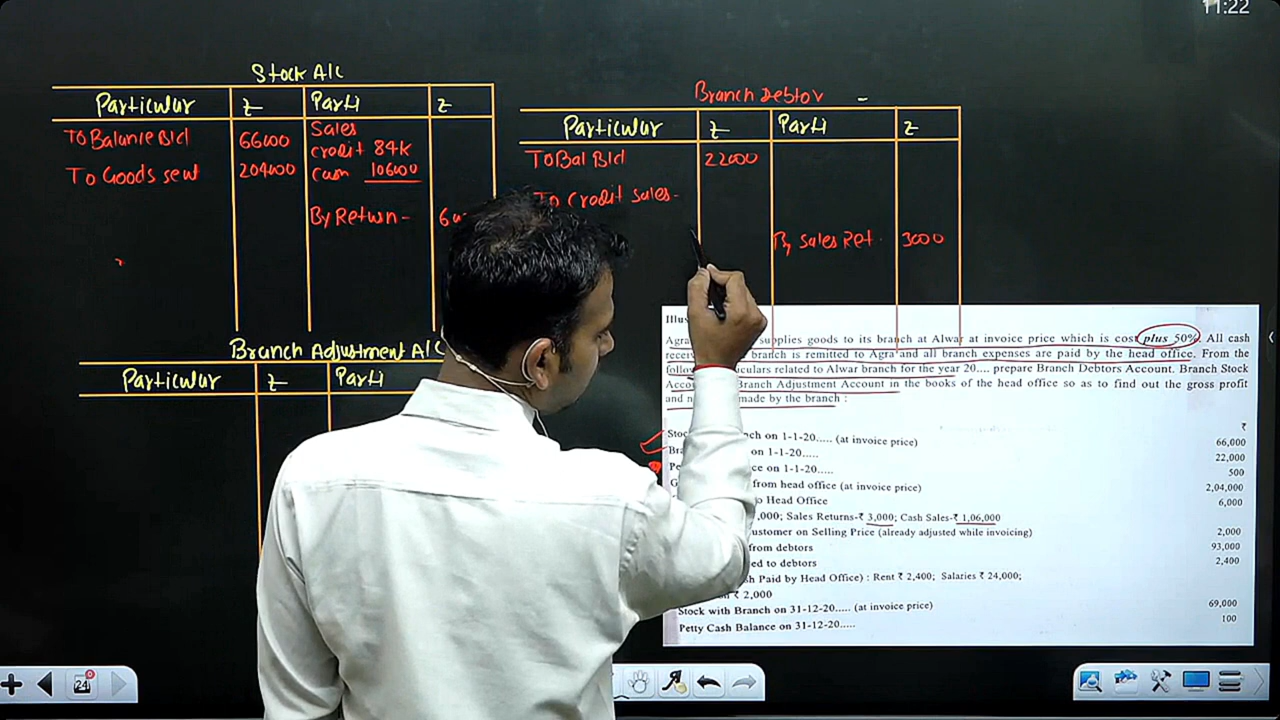 11:22
Stock A/c
Particular ₹ Parti ₹
To Balance B/d 66000 Sales
credit 84K
To Goods sent 204000 Cash 106000
By Return -
Branch Debtor -
Particular ₹ Parti ₹
To Bal B/d 22000
To Credit Sales -
By Sales Ret. 3000
Branch Adjustment A/c
Particular ₹ Parti
Agra supplies goods to its branch at Alwar at invoice price which is cost plus 50%. All cash
branch is remitted to Agra and all branch expenses are paid by the head office. From the
related to Alwar branch for the year 20.... prepare Branch Debtors Account. Branch Stock
Branch Adjustment Account in the books of the head office so as to find out the gross profit
and made by the branch :
₹
Stock on 1-1-20..... (at invoice price) 66,000
on 1-1-20..... 22,000
on 1-1-20..... 500
from head office (at invoice price) 2,04,000
to Head Office 6,000
Sales Returns-₹ 3,000; Cash Sales-₹ 1,06,000
on Selling Price (already adjusted while invoicing) 2,000
from debtors 93,000
to debtors 2,400
Paid by Head Office) : Rent ₹ 2,400; Salaries ₹ 24,000;
₹ 2,000
Stock with Branch on 31-12-20..... (at invoice price) 69,000
Petty Cash Balance on 31-12-20..... 100
24